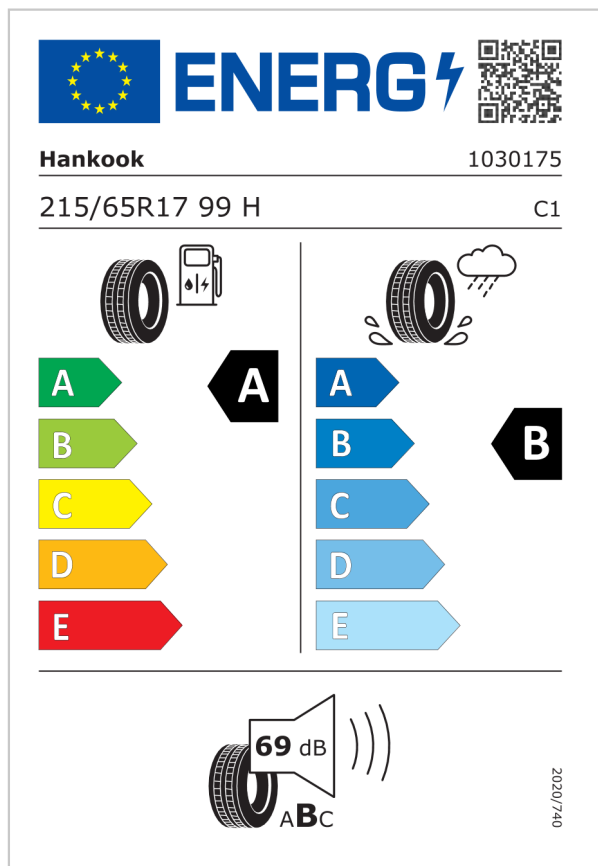 ENERG
Hankook 1030175
215/65R17 99 H C1
A A A
B B B
C C
D D
E E
69 dB
ABC
2020/740